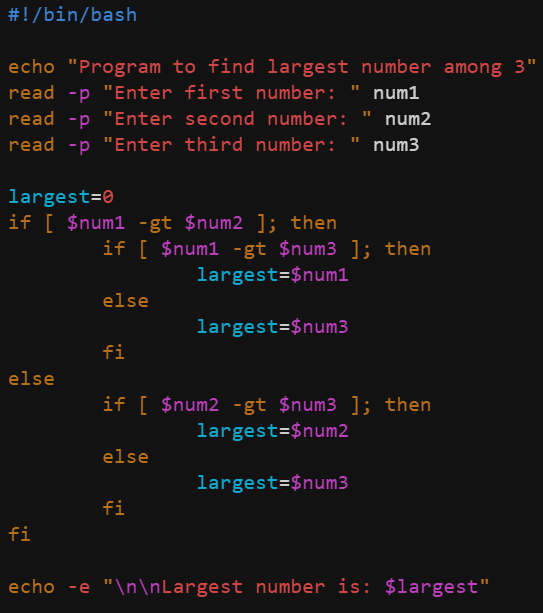 #!/bin/bash
echo "Program to find largest number among 3"
read -p "Enter first number: " num1
read -p "Enter second number: " num2
read -p "Enter third number: " num3
largest=0
if [ $num1 -gt $num2 ]; then
        if [ $num1 -gt $num3 ]; then
                largest=$num1
        else
                largest=$num3
        fi
else
        if [ $num2 -gt $num3 ]; then
                largest=$num2
        else
                largest=$num3
        fi
fi
echo -e "\n\nLargest number is: $largest"